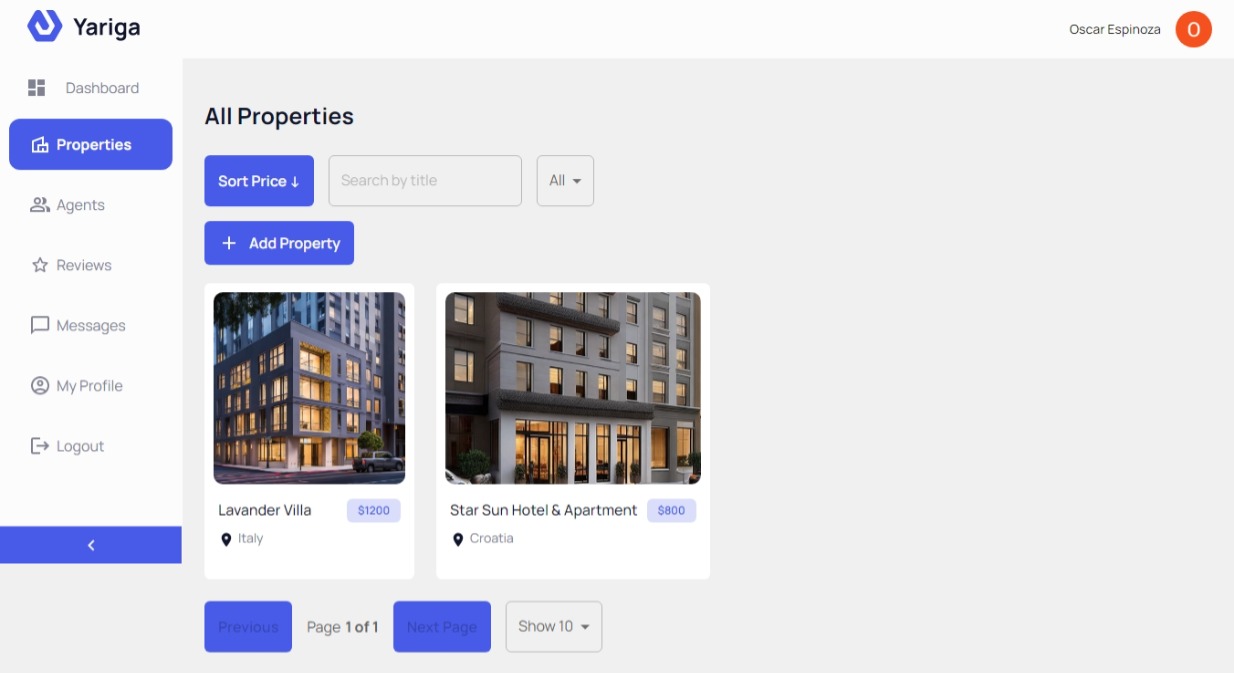 Yariga
Oscar Espinoza
O
Dashboard
Properties
Agents
Reviews
Messages
My Profile
Logout
All Properties
Sort Price ↓
Search by title
All
+ Add Property
Lavander Villa
$1200
Italy
Star Sun Hotel & Apartment
$800
Croatia
Previous
Page 1 of 1
Next Page
Show 10